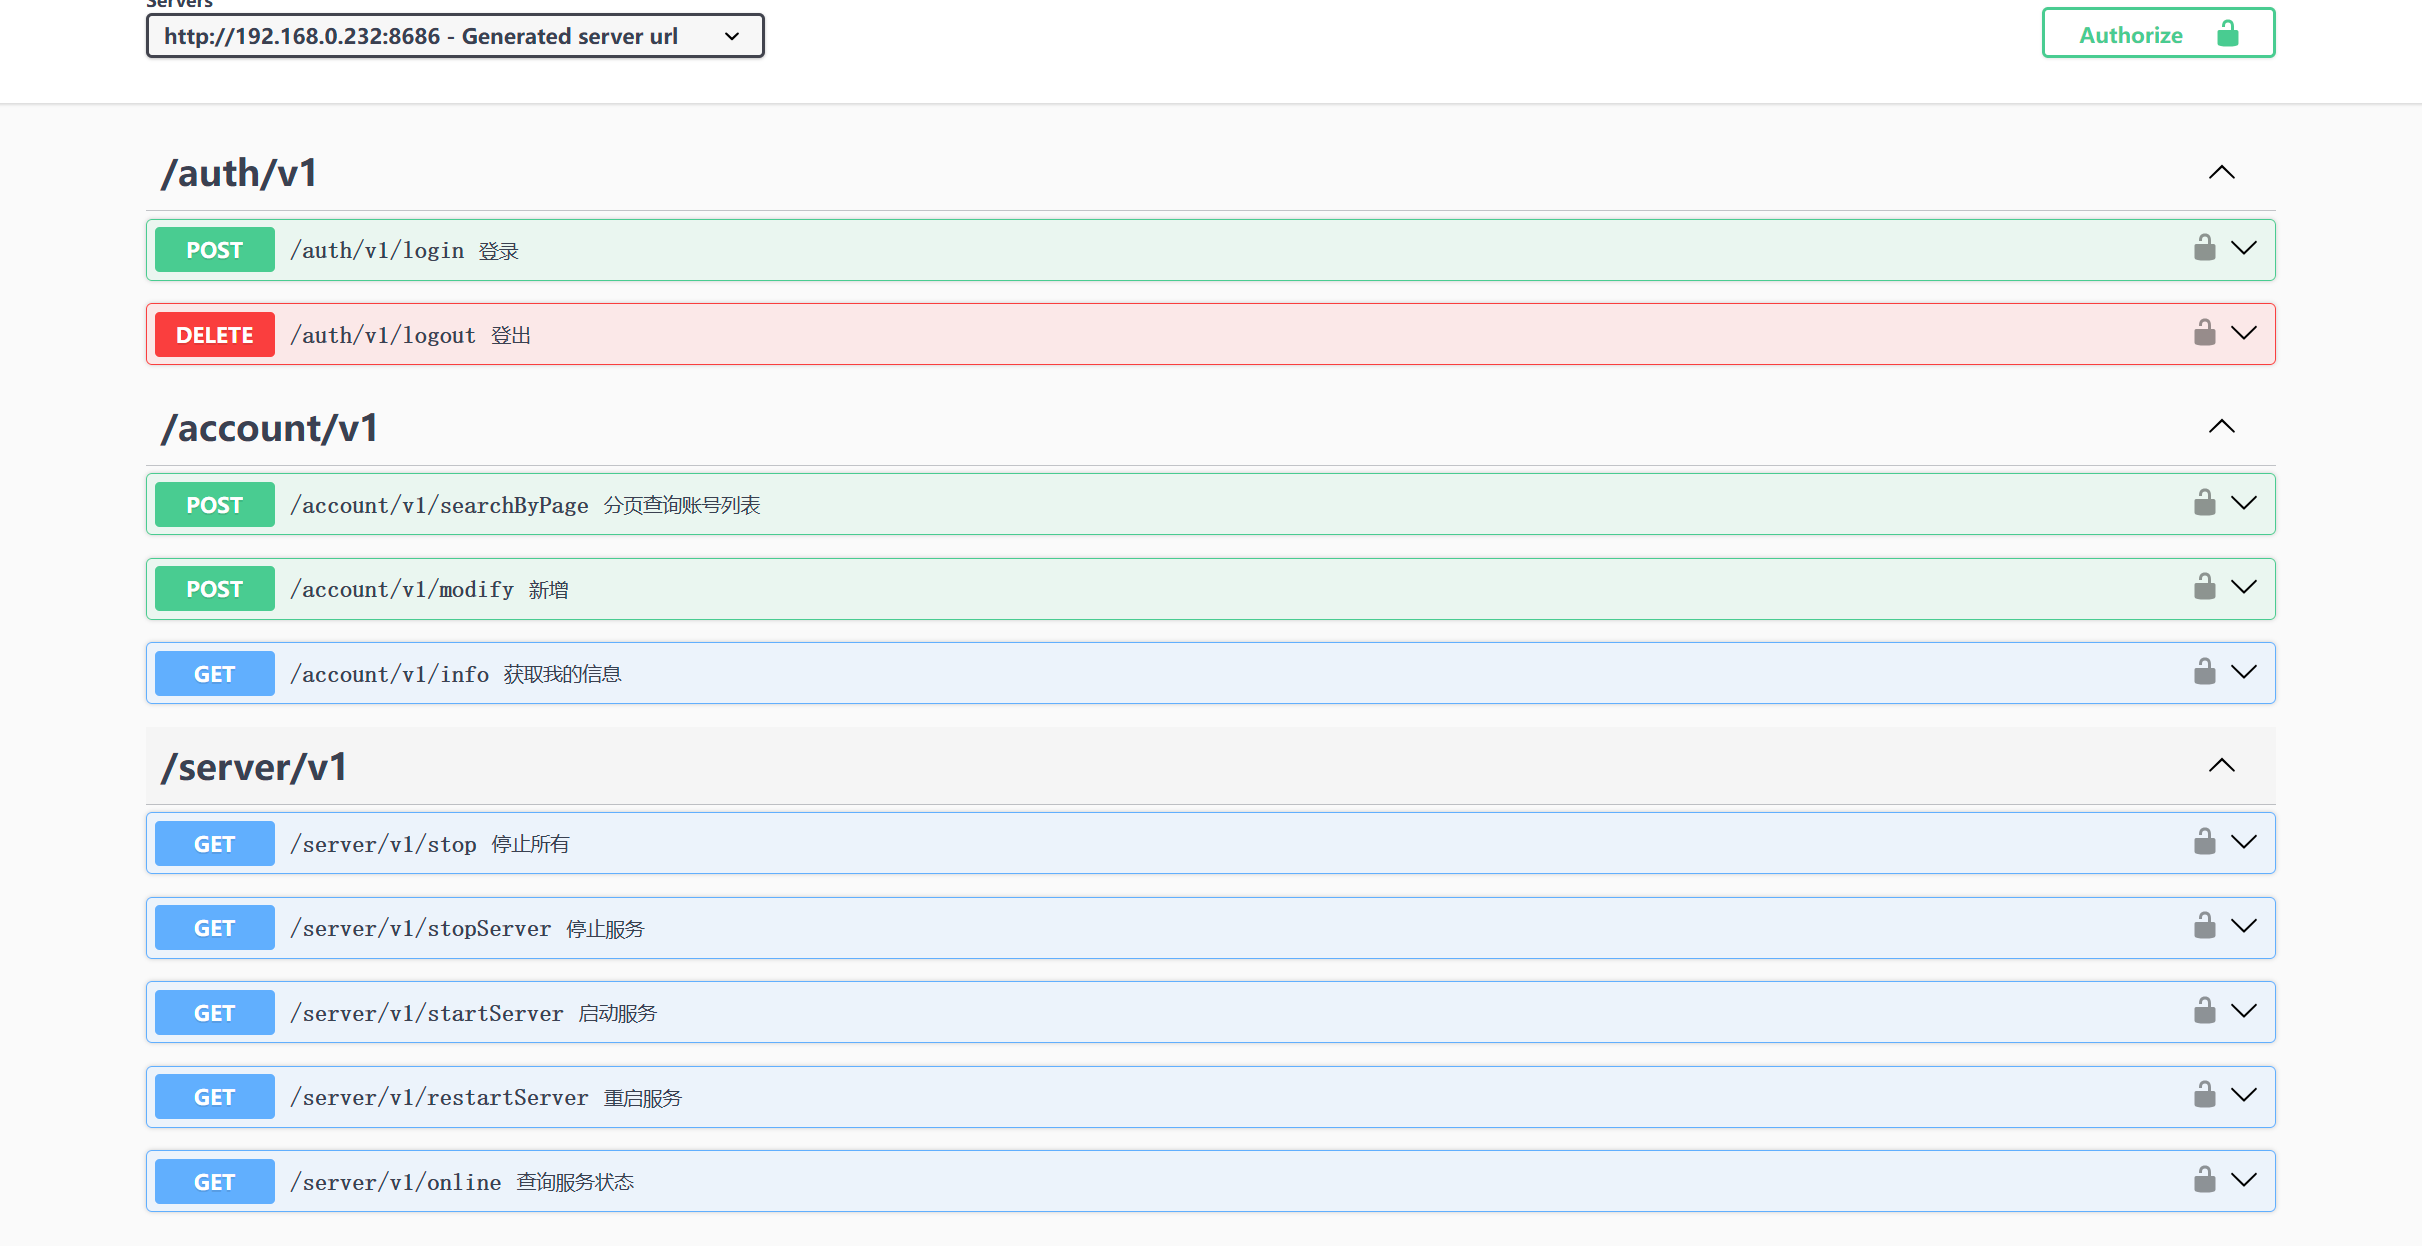 Servers
http://192.168.0.232:8686 - Generated server url
Authorize
/auth/v1
POST /auth/v1/login 登录
DELETE /auth/v1/logout 登出
/account/v1
POST /account/v1/searchByPage 分页查询账号列表
POST /account/v1/modify 新增
GET /account/v1/info 获取我的信息
/server/v1
GET /server/v1/stop 停止所有
GET /server/v1/stopServer 停止服务
GET /server/v1/startServer 启动服务
GET /server/v1/restartServer 重启服务
GET /server/v1/online 查询服务状态